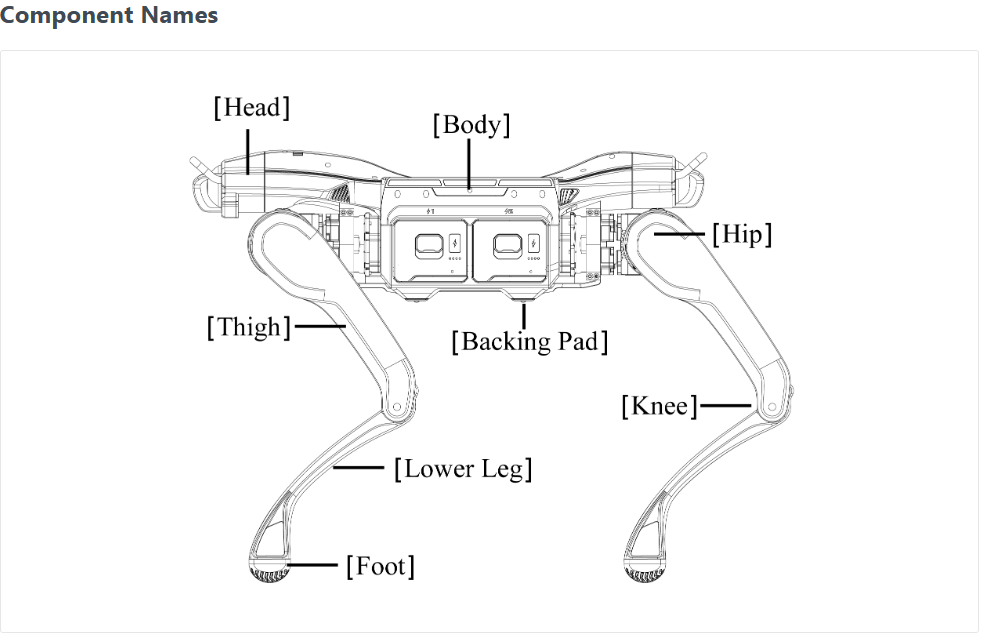 Component Names
[Head]
[Body]
[Hip]
[Thigh]
[Backing Pad]
[Knee]
[Lower Leg]
[Foot]